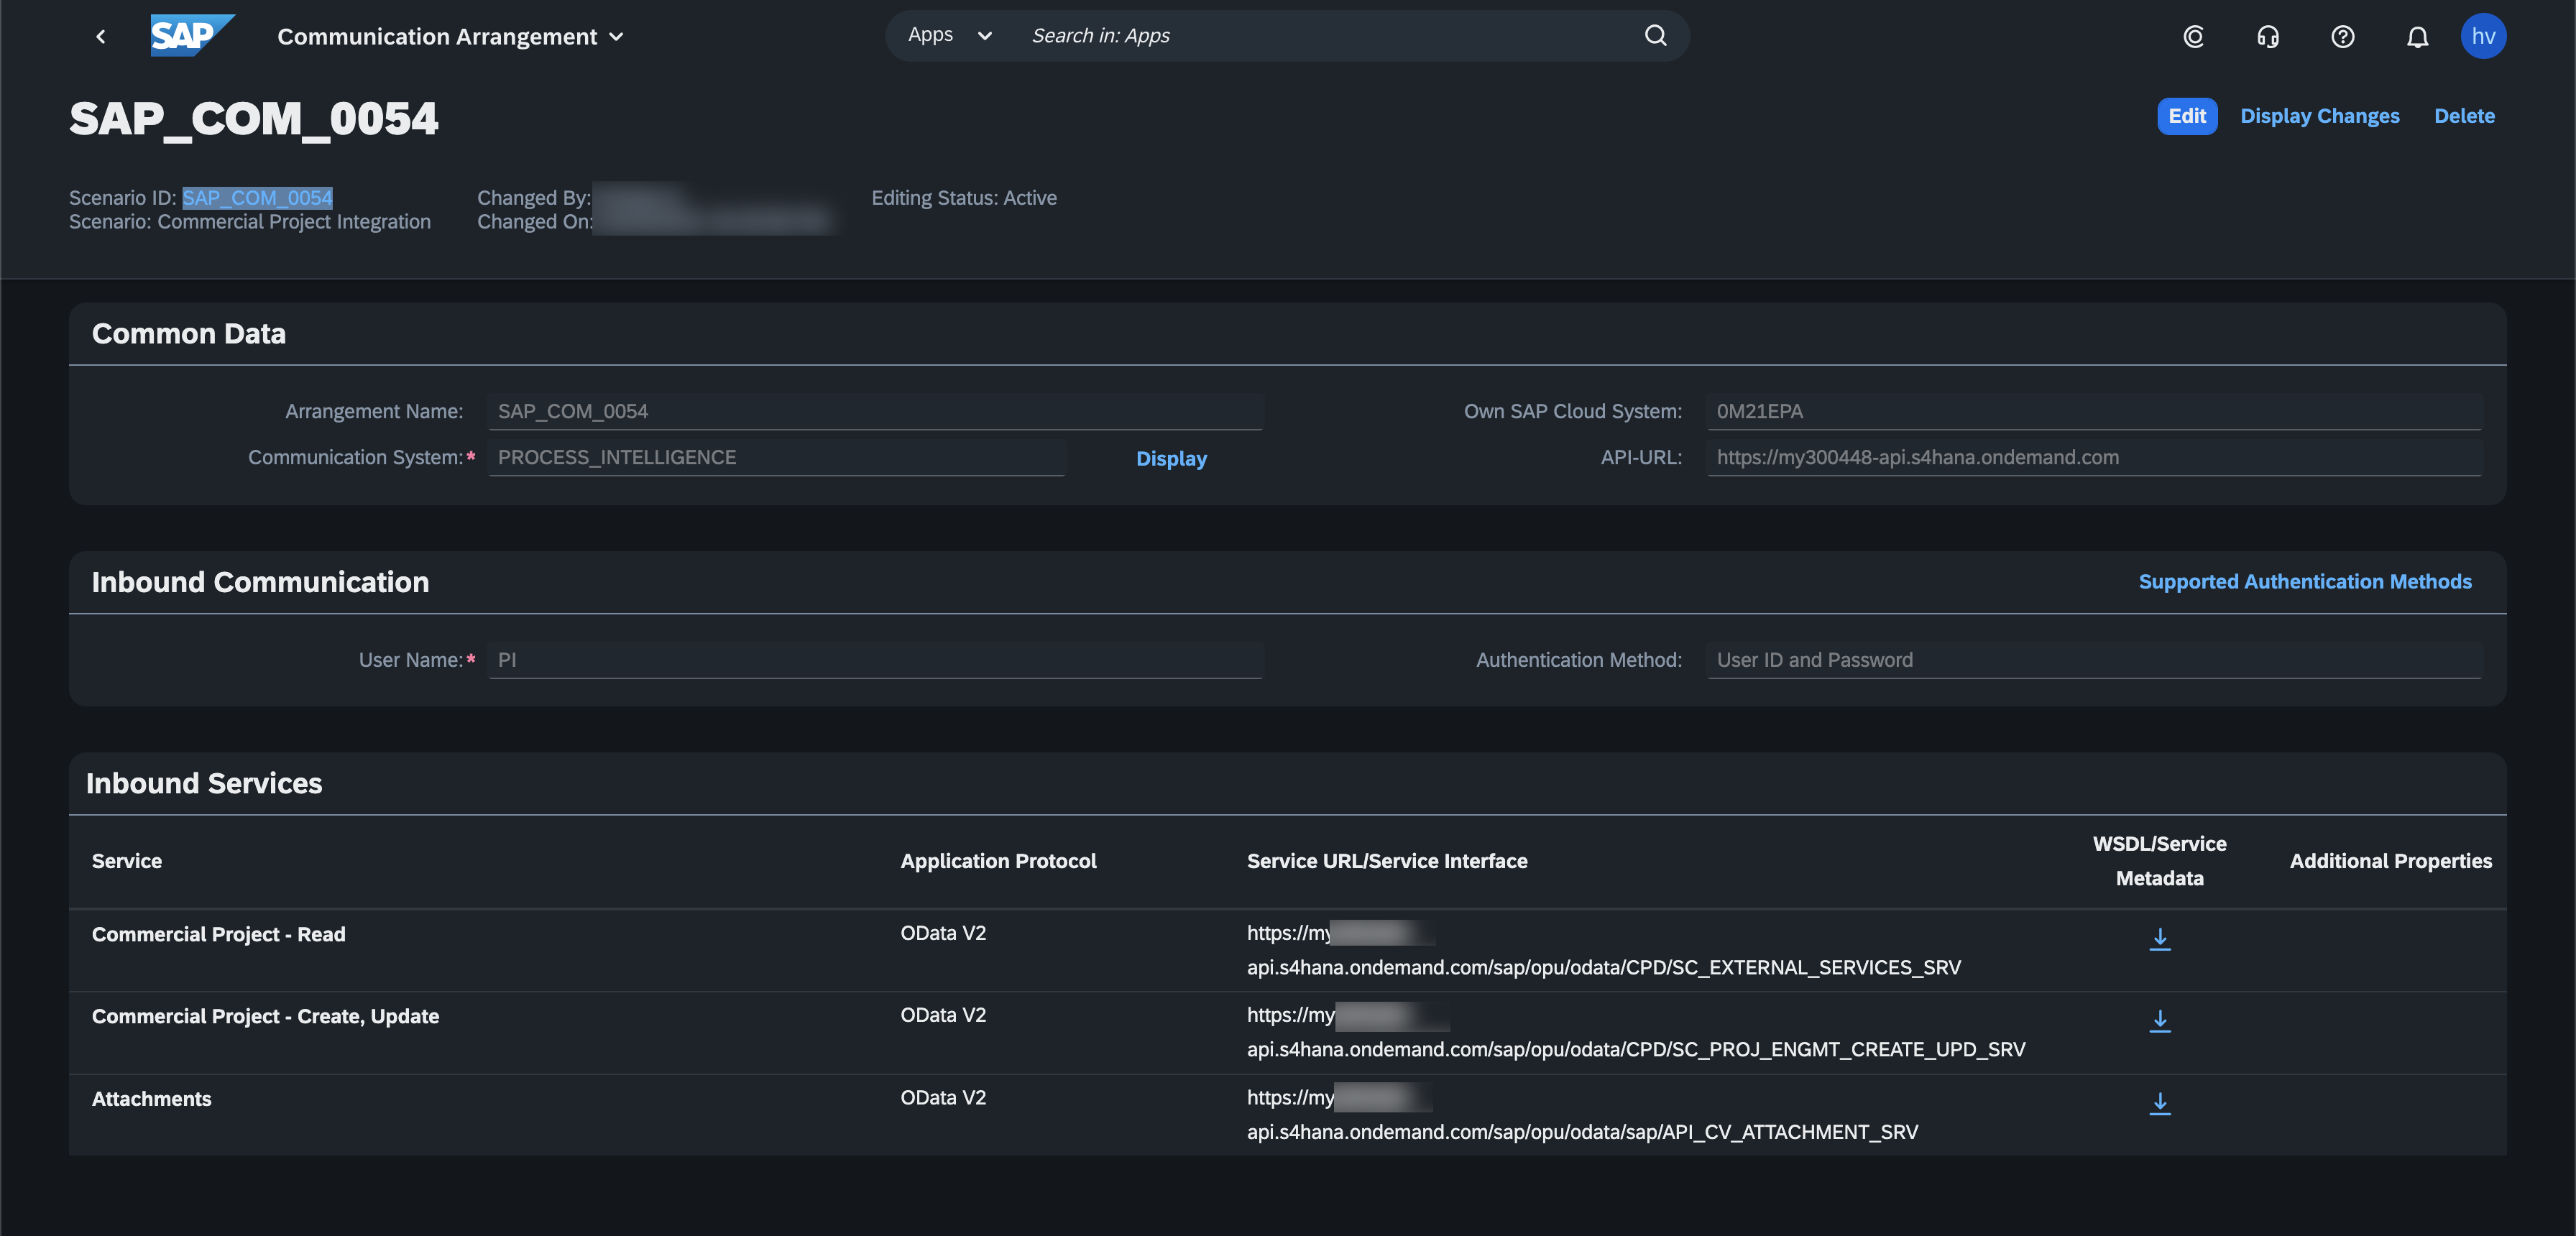 SAP
Communication Arrangement
Apps
Search in: Apps
hv
SAP_COM_0054
Edit
Display Changes
Delete
Scenario ID: SAP_COM_0054
Changed By:
Editing Status: Active
Scenario: Commercial Project Integration
Changed On:
Common Data
Arrangement Name:
SAP_COM_0054
Own SAP Cloud System:
0M21EPA
Communication System:*
PROCESS_INTELLIGENCE
Display
API-URL:
https://my300448-api.s4hana.ondemand.com
Inbound Communication
Supported Authentication Methods
User Name:*
PI
Authentication Method:
User ID and Password
Inbound Services
Service
Application Protocol
Service URL/Service Interface
WSDL/Service
Metadata
Additional Properties
Commercial Project - Read
OData V2
https://my
api.s4hana.ondemand.com/sap/opu/odata/CPD/SC_EXTERNAL_SERVICES_SRV
Commercial Project - Create, Update
OData V2
https://my
api.s4hana.ondemand.com/sap/opu/odata/CPD/SC_PROJ_ENGMT_CREATE_UPD_SRV
Attachments
OData V2
https://my
api.s4hana.ondemand.com/sap/opu/odata/sap/API_CV_ATTACHMENT_SRV